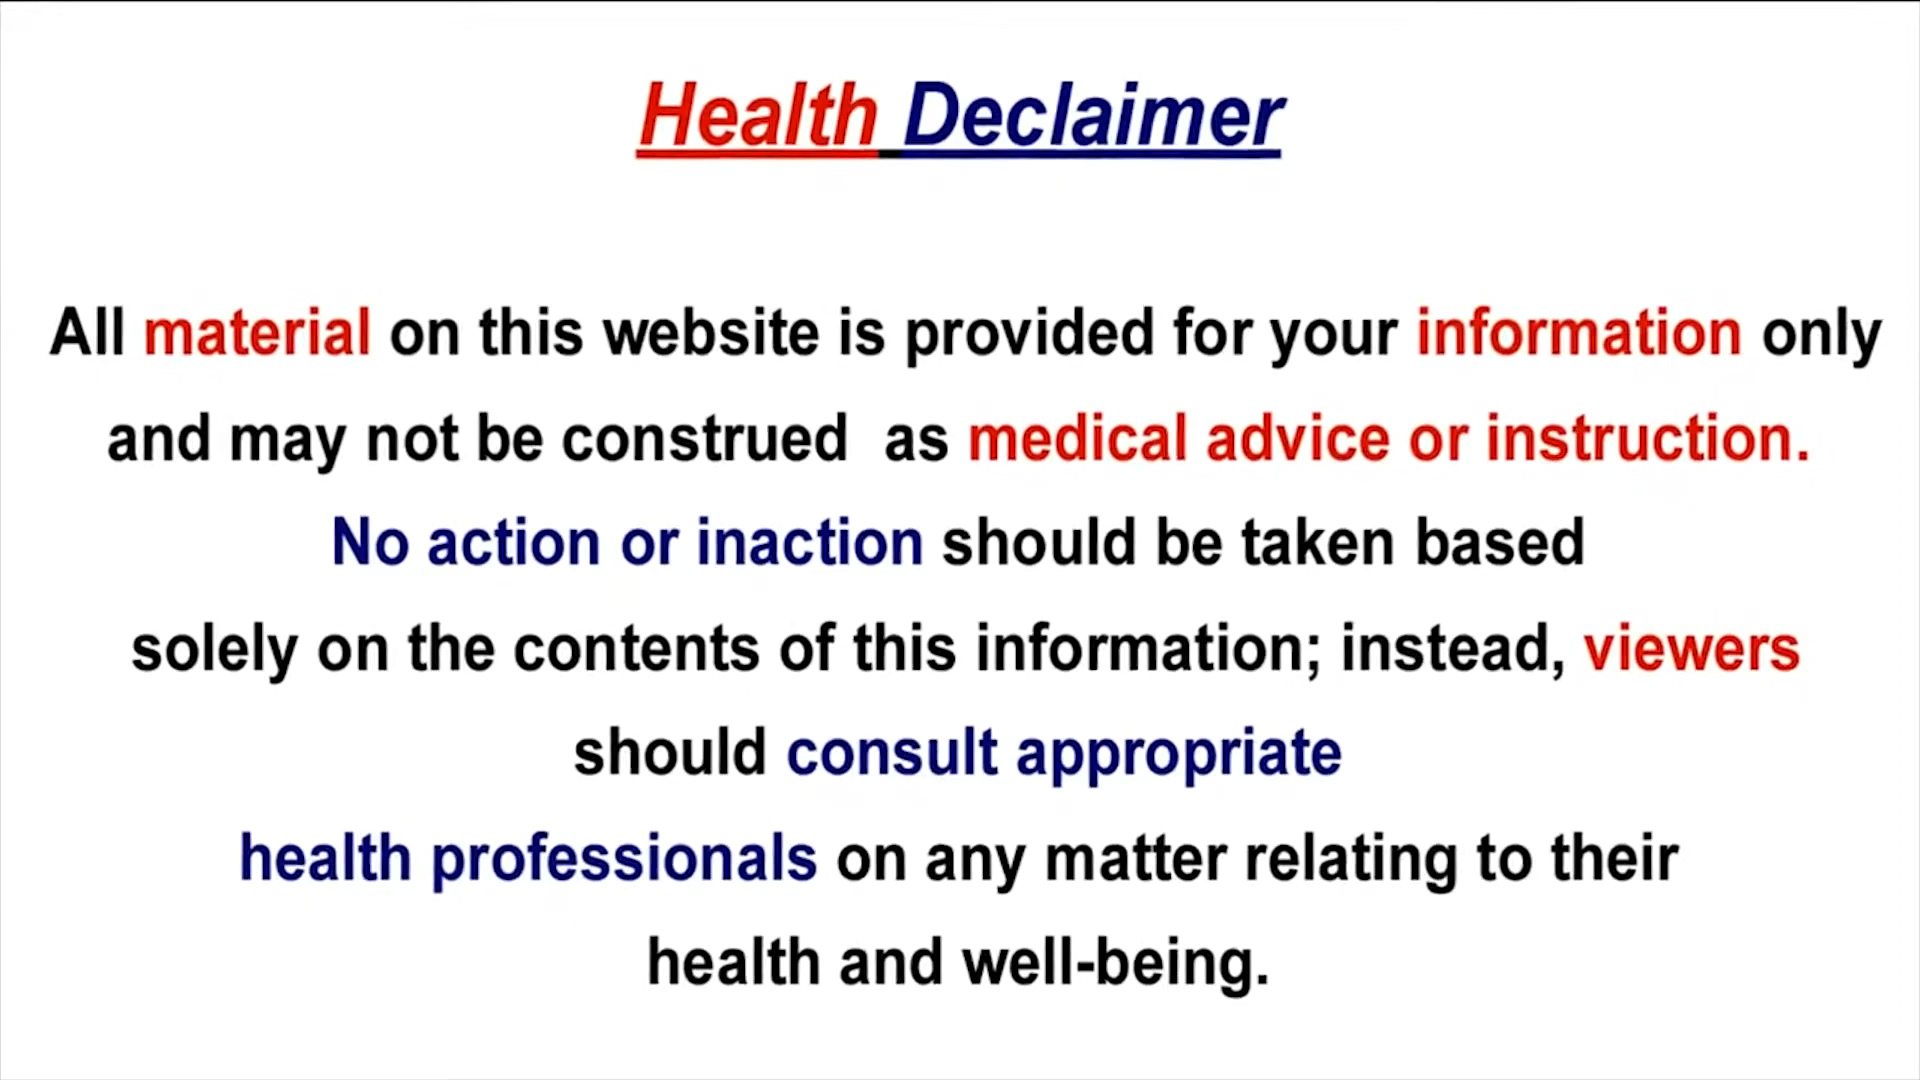 Health Declaimer
All material on this website is provided for your information only
and may not be construed  as medical advice or instruction.
No action or inaction should be taken based
solely on the contents of this information; instead, viewers
should consult appropriate
health professionals on any matter relating to their
health and well-being.